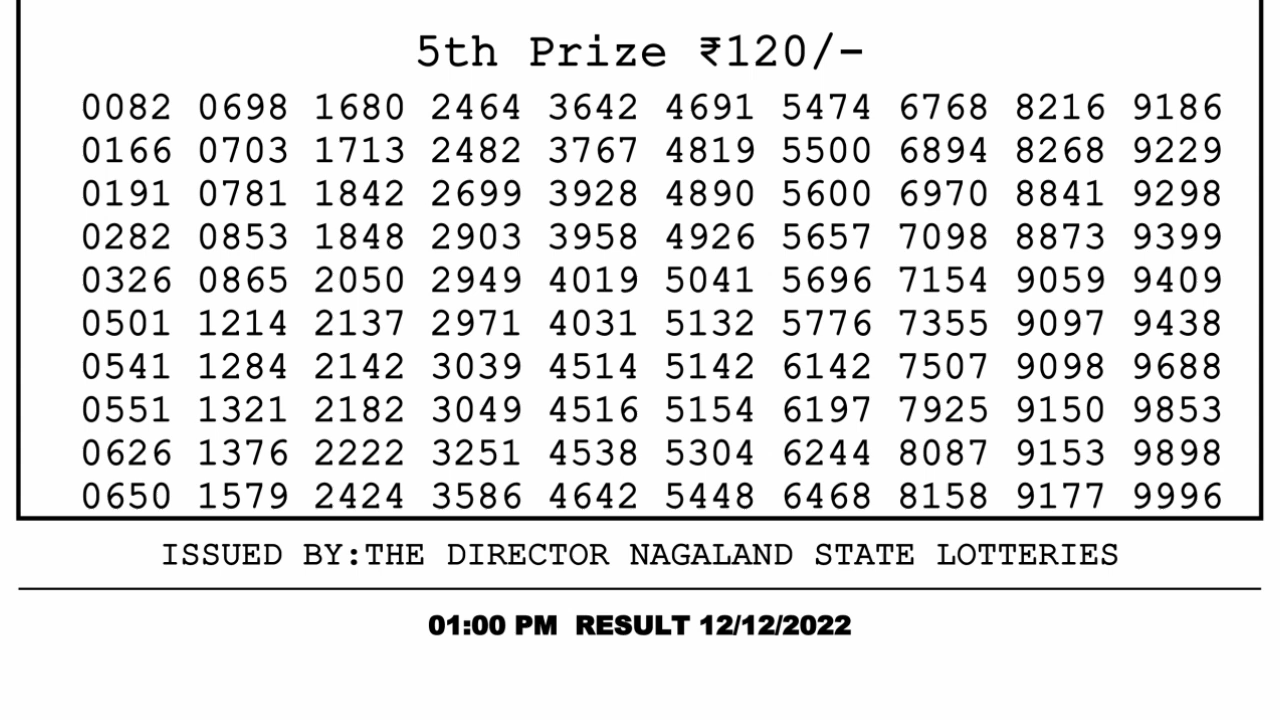 5th Prize ₹120/-
0082 0698 1680 2464 3642 4691 5474 6768 8216 9186
0166 0703 1713 2482 3767 4819 5500 6894 8268 9229
0191 0781 1842 2699 3928 4890 5600 6970 8841 9298
0282 0853 1848 2903 3958 4926 5657 7098 8873 9399
0326 0865 2050 2949 4019 5041 5696 7154 9059 9409
0501 1214 2137 2971 4031 5132 5776 7355 9097 9438
0541 1284 2142 3039 4514 5142 6142 7507 9098 9688
0551 1321 2182 3049 4516 5154 6197 7925 9150 9853
0626 1376 2222 3251 4538 5304 6244 8087 9153 9898
0650 1579 2424 3586 4642 5448 6468 8158 9177 9996
ISSUED BY:THE DIRECTOR NAGALAND STATE LOTTERIES
01:00 PM RESULT 12/12/2022